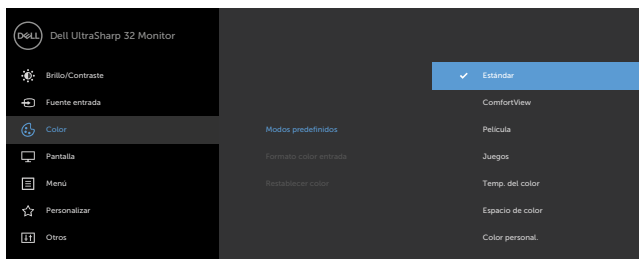 DELL Dell UltraSharp 32 Monitor
Brillo/Contraste
Fuente entrada
Color
Pantalla
Menú
Personalizar
Otros
Modos predefinidos
Formato color entrada
Restablecer color
Estándar
ComfortView
Película
Juegos
Temp. del color
Espacio de color
Color personal.